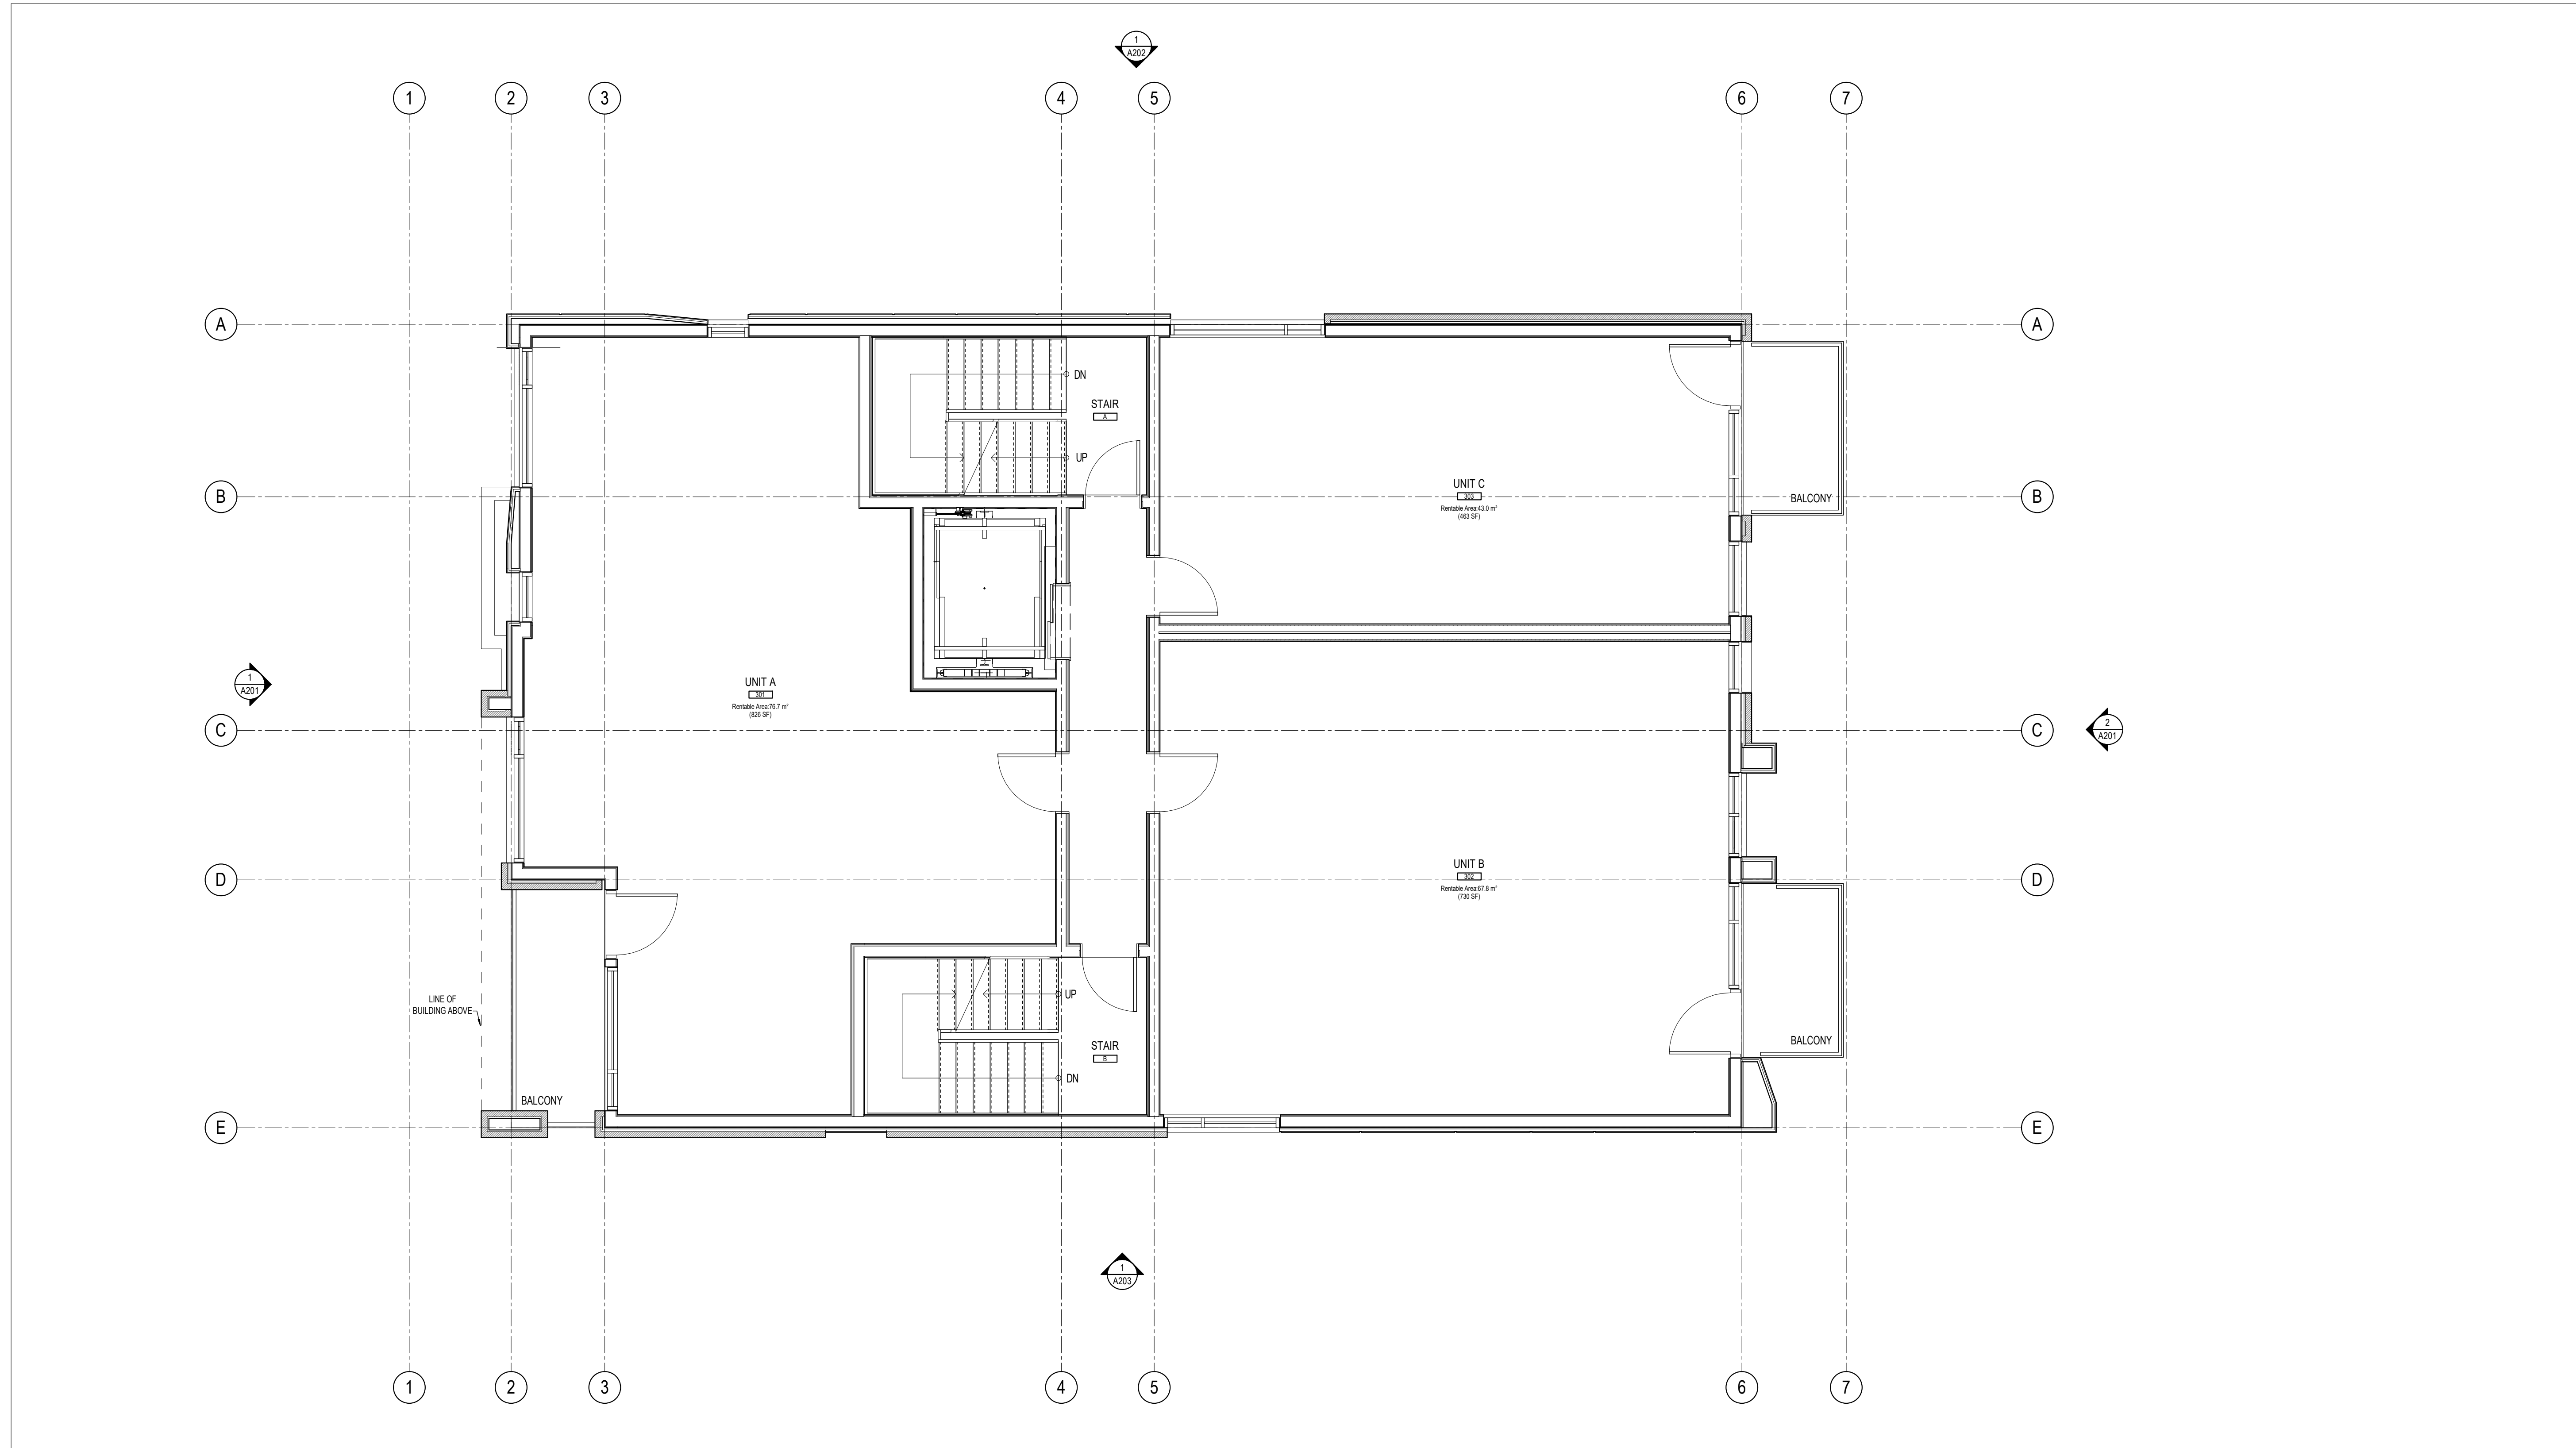 1
A202
1
2
3
4
5
6
7
A
A
DN
STAIR
A
UP
B
UNIT C
303
Rentable Area:43.0 m²
(463 SF)
BALCONY
B
1
A201
UNIT A
301
Rentable Area:76.7 m²
(826 SF)
C
C
2
A201
D
UNIT B
302
Rentable Area:67.8 m²
(730 SF)
D
LINE OF
BUILDING ABOVE
UP
STAIR
B
DN
BALCONY
BALCONY
E
E
1
A203
1
2
3
4
5
6
7